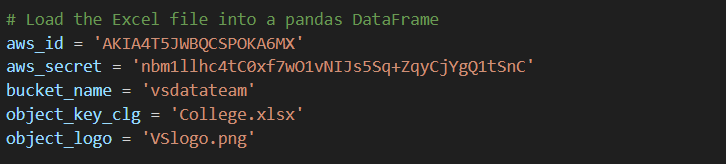 # Load the Excel file into a pandas DataFrame
aws_id = 'AKIA4T5JWBQCSPOKA6MX'
aws_secret = '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'
bucket_name = 'vsdatateam'
object_key_clg = 'College.xlsx'
object_logo = 'VSlogo.png'